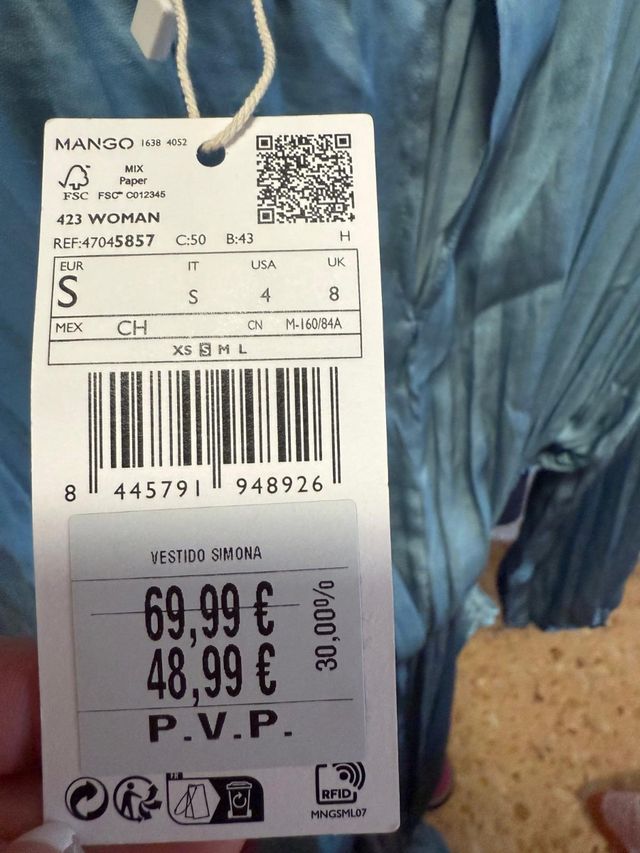 MANGO 1638 4052
MIX
Paper
FSC FSC™ C012345
423 WOMAN
REF:47045857 C:50 B:43 H
EUR IT USA UK
S S 4 8
MEX CH CN M-160/84A
XS S M L
8 445791 948926
VESTIDO SIMONA
69,99 €
48,99 €
30,00%
P.V.P.
FR
RFID
MNGSML07